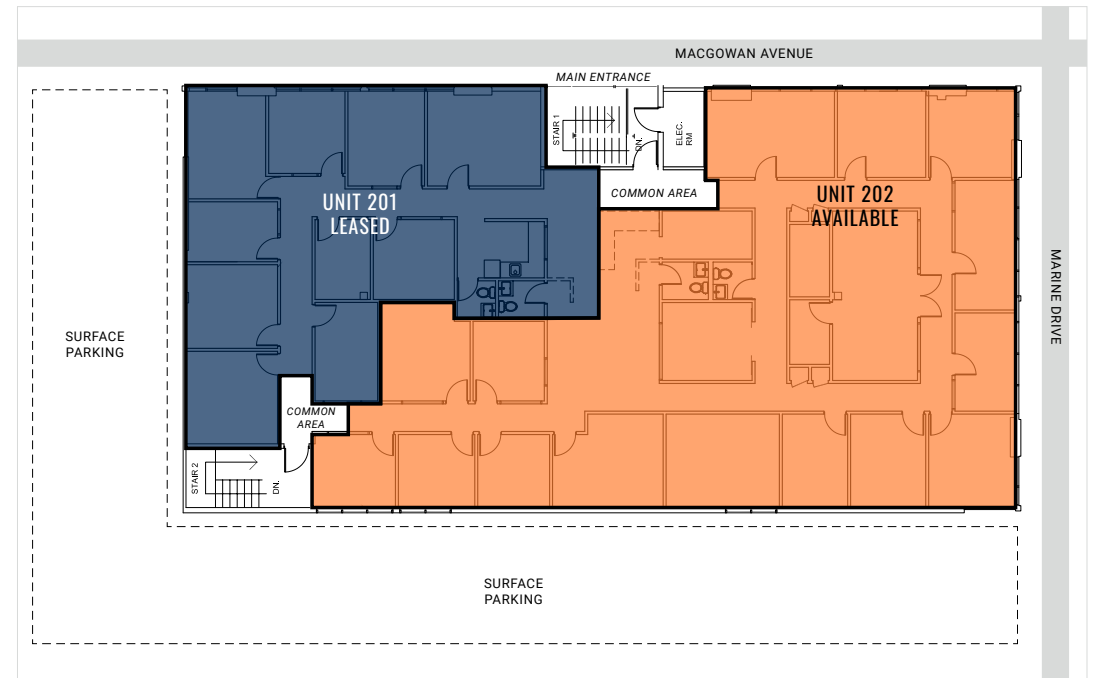 MACGOWAN AVENUE
MAIN ENTRANCE
STAIR 1
DN.
ELEC.
RM
COMMON AREA
UNIT 201
LEASED
UNIT 202
AVAILABLE
MARINE DRIVE
SURFACE
PARKING
COMMON
AREA
STAIR 2
DN.
SURFACE
PARKING